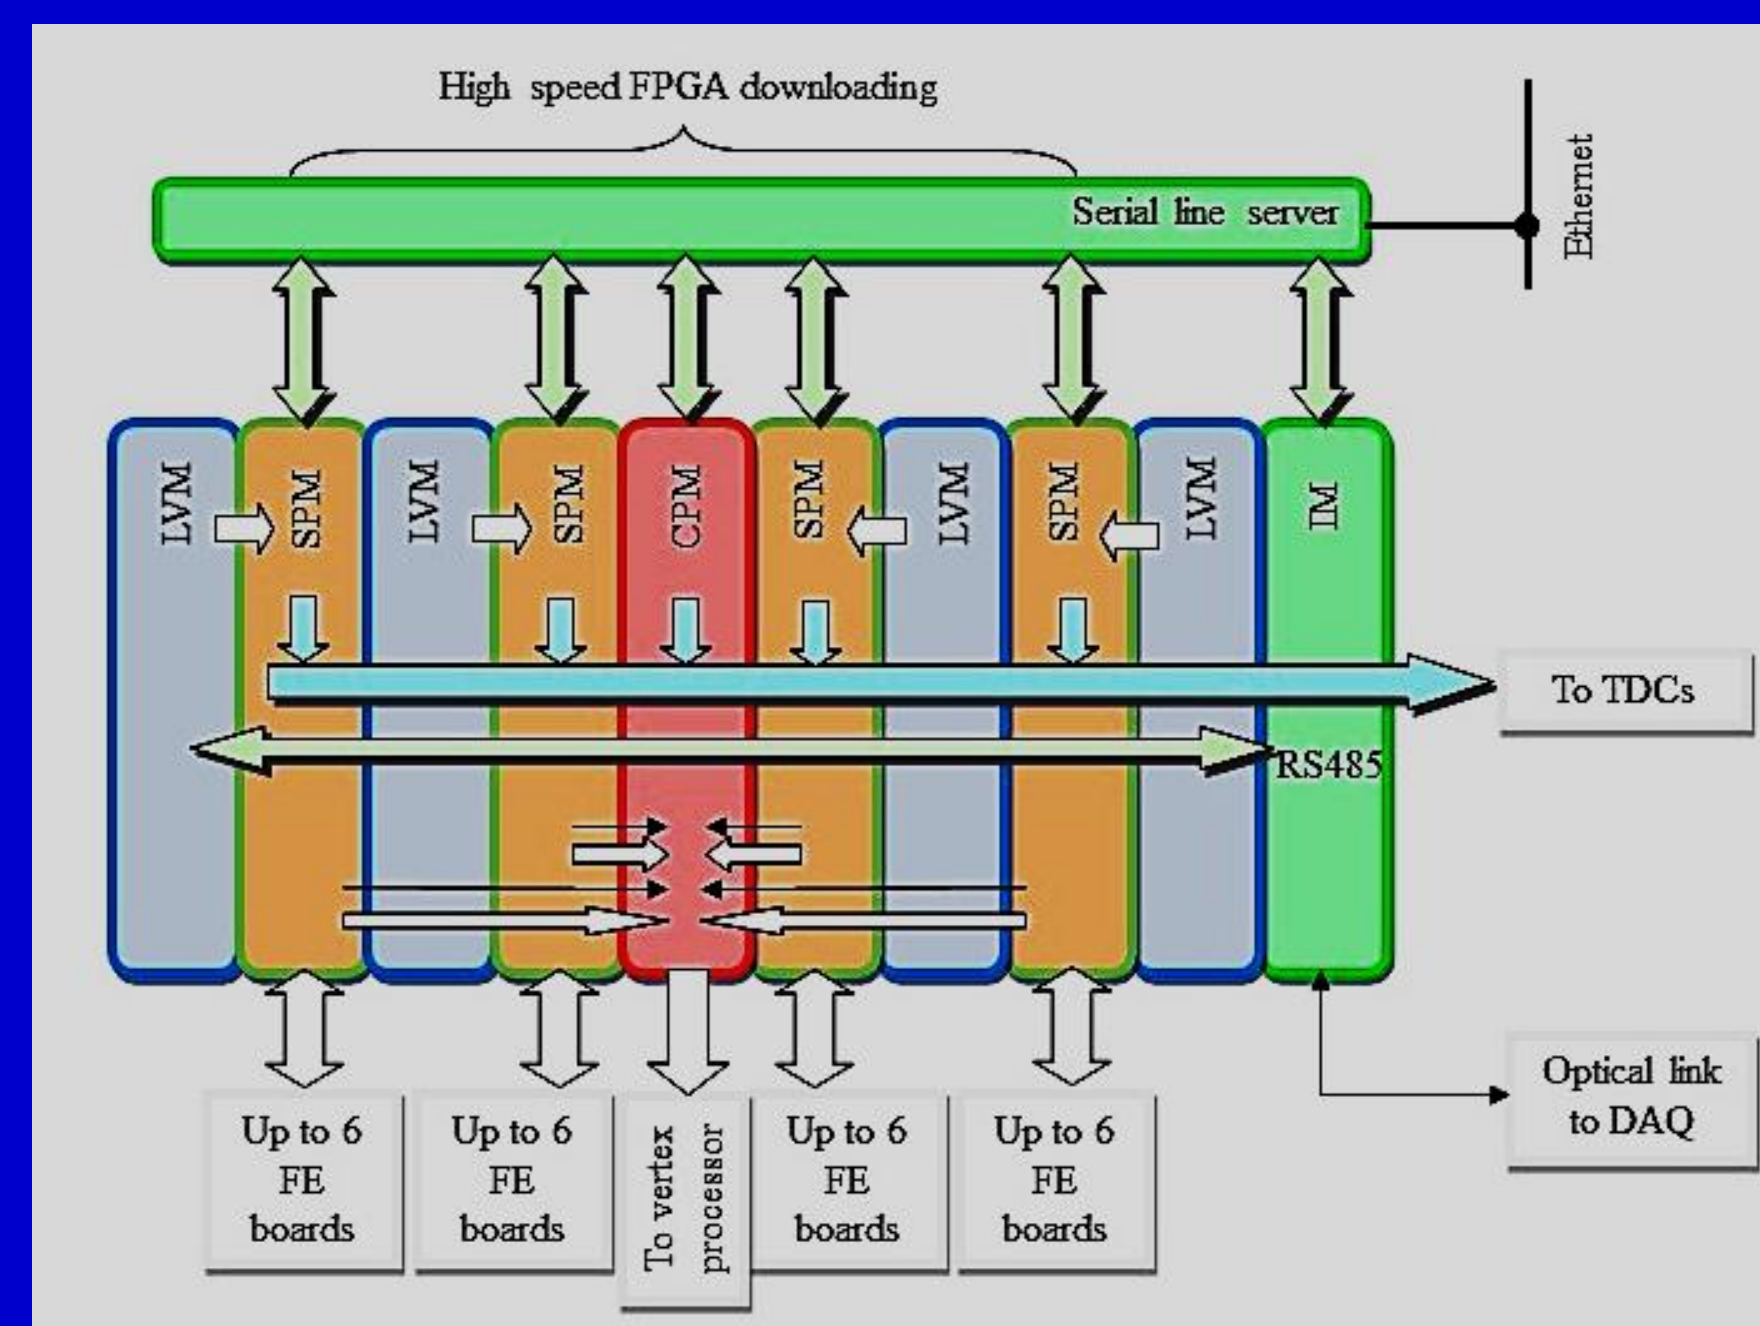 High speed FPGA downloading
Serial line server
Ethernet
LVM
SPM
LVM
SPM
CPM
SPM
LVM
SPM
LVM
IM
To TDCs
RS485
Up to 6
FE
boards
Up to 6
FE
boards
To vertex
processor
Up to 6
FE
boards
Up to 6
FE
boards
Optical link
to DAQ